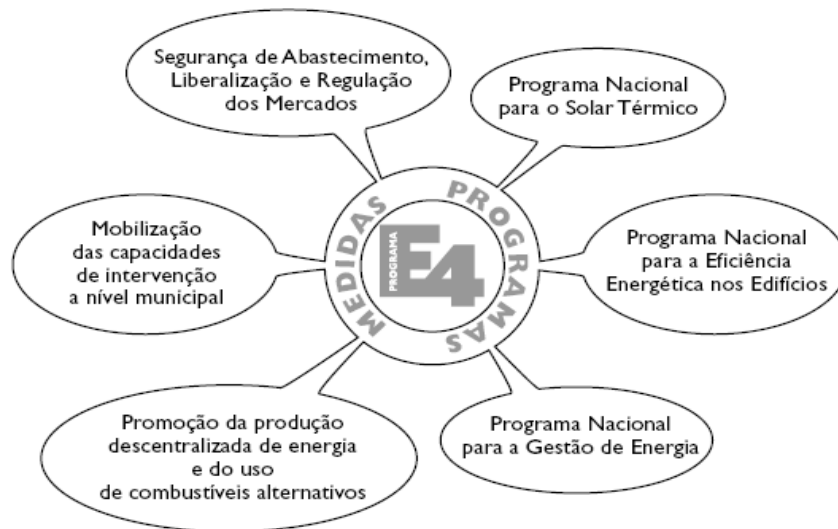 Segurança de Abastecimento,
Liberalização e Regulação
dos Mercados
Programa Nacional
para o Solar Térmico
Mobilização
das capacidades
de intervenção
a nível municipal
MEDIDAS
PROGRAMAS
PROGRAMA
E4
Programa Nacional
para a Eficiência
Energética nos Edifícios
Promoção da produção
descentralizada de energia
e do uso
de combustíveis alternativos
Programa Nacional
para a Gestão de Energia